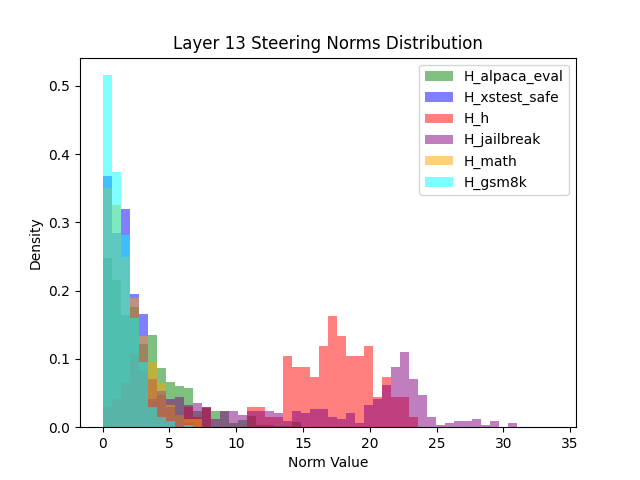 Layer 13 Steering Norms Distribution
H_alpaca_eval
H_xstest_safe
H_h
H_jailbreak
H_math
H_gsm8k
0.5
0.4
0.3
0.2
0.1
0.0
Density
0 5 10 15 20 25 30 35
Norm Value